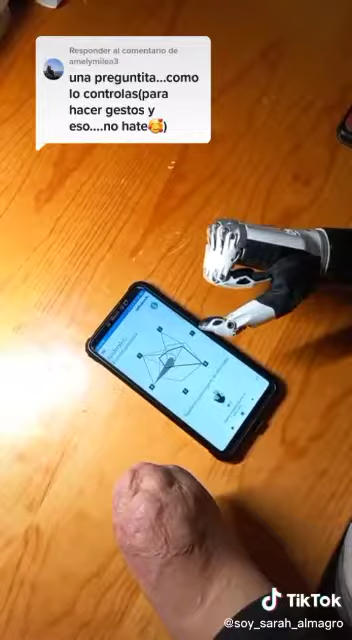 Responder al comentario de
amelymilea3
una preguntita...como
lo controlas(para
hacer gestos y
eso....no hate🥰)
TikTok
@soy_sarah_almagro